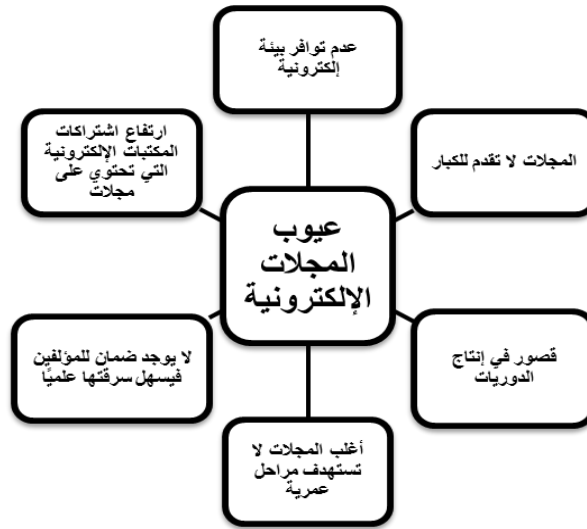 عدم توافر بيئة
إلكترونية
المجلات لا تقدم للكبار
قصور في إنتاج
الدوريات
أغلب المجلات لا
تستهدف مراحل
عمرية
لا يوجد ضمان للمؤلفين
فيسهل سرقتها علميًا
ارتفاع اشتراكات
المكتبات الإلكترونية
التي تحتوي على
مجلات
عيوب
المجلات
الإلكترونية